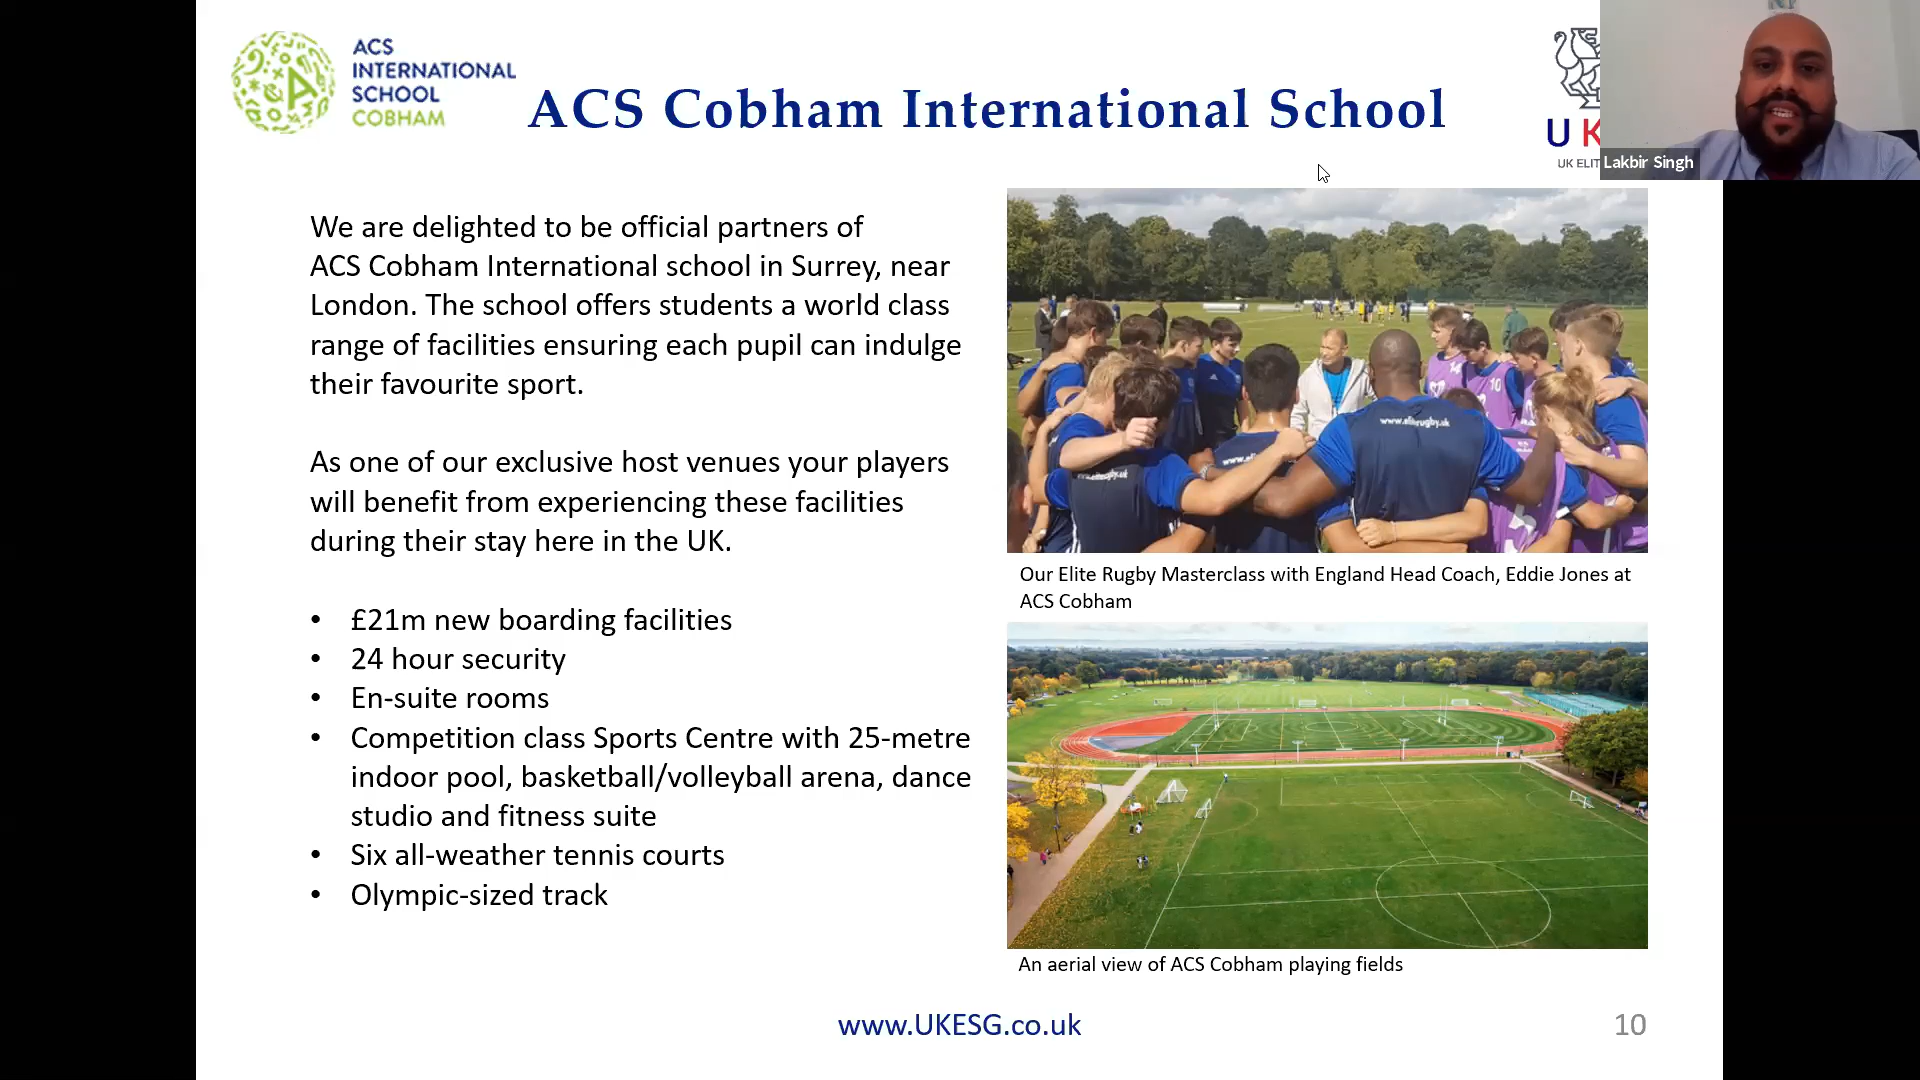 ACS
INTERNATIONAL
SCHOOL
COBHAM
ACS Cobham International School
U K
UK ELIT
Lakbir Singh
We are delighted to be official partners of
ACS Cobham International school in Surrey, near
London. The school offers students a world class
range of facilities ensuring each pupil can indulge
their favourite sport.
As one of our exclusive host venues your players
will benefit from experiencing these facilities
during their stay here in the UK.
• £21m new boarding facilities
• 24 hour security
• En-suite rooms
• Competition class Sports Centre with 25-metre
indoor pool, basketball/volleyball arena, dance
studio and fitness suite
• Six all-weather tennis courts
• Olympic-sized track
www.eliterugby.uk
14
10
Our Elite Rugby Masterclass with England Head Coach, Eddie Jones at
ACS Cobham
An aerial view of ACS Cobham playing fields
www.UKESG.co.uk
10